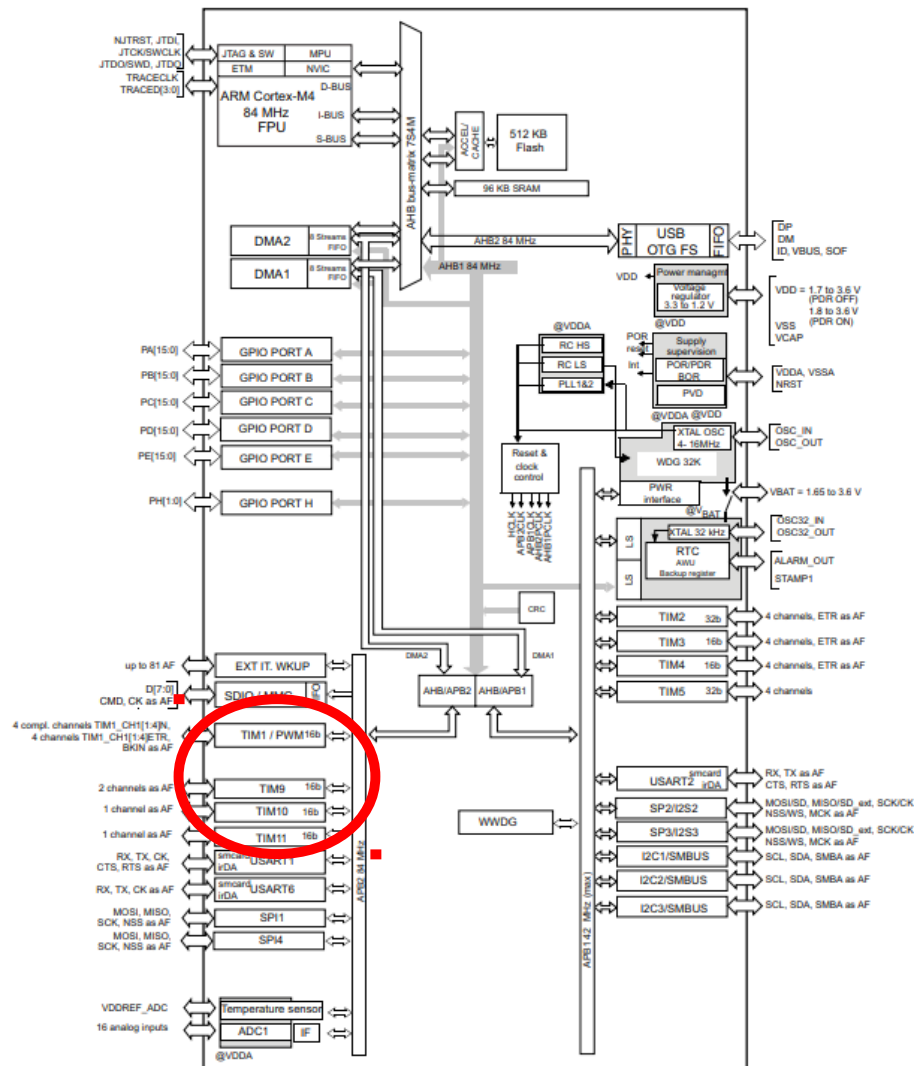 NJTRST, JTDI,
JTCK/SWCLK
JTDO/SWD, JTDO
TRACECLK
TRACED[3:0]
JTAG & SW
MPU
ETM
NVIC
D-BUS
ARM Cortex-M4
84 MHz
FPU
I-BUS
S-BUS
AHB bus-matrix 7S4M
ACCEL/
CACHE
512 KB
Flash
96 KB SRAM
DMA2
8 Streams
FIFO
DMA1
8 Streams
FIFO
AHB2 84 MHz
AHB1 84 MHz
PHY
USB
OTG FS
FIFO
DP
DM
ID, VBUS, SOF
VDD
Power managmt
Voltage
regulator
3.3 to 1.2 V
@VDD
VDD = 1.7 to 3.6 V
(PDR OFF)
1.8 to 3.6 V
(PDR ON)
VSS
VCAP
@VDDA
RC HS
RC LS
PLL1&2
POR
reset
Int
Supply
supervision
POR/PDR
BOR
PVD
VDDA, VSSA
NRST
@VDDA @VDD
XTAL OSC
4- 16MHz
WDG 32K
OSC_IN
OSC_OUT
PA[15:0]
GPIO PORT A
PB[15:0]
GPIO PORT B
PC[15:0]
GPIO PORT C
PD[15:0]
GPIO PORT D
PE[15:0]
GPIO PORT E
PH[1:0]
GPIO PORT H
Reset &
clock
control
HCLK
APB2CLK
APB1CLK
AHB2PCLK
AHB1PCLK
PWR
interface
VBAT = 1.65 to 3.6 V
@VBAT
LS
LS
XTAL 32 kHz
RTC
AWU
Backup register
OSC32_IN
OSC32_OUT
ALARM_OUT
STAMP1
CRC
DMA2
DMA1
AHB/APB2
AHB/APB1
TIM2
32b
4 channels, ETR as AF
TIM3
16b
4 channels, ETR as AF
TIM4
16b
4 channels, ETR as AF
TIM5
32b
4 channels
up to 81 AF
EXT IT. WKUP
D[7:0]
CMD, CK as AF
SDIO / MMC
FIFO
4 compl. channels TIM1_CH1[1:4]N,
4 channels TIM1_CH1[1:4]ETR,
BKIN as AF
TIM1 / PWM
16b
2 channels as AF
TIM9
16b
1 channel as AF
TIM10
16b
1 channel as AF
TIM11
16b
RX, TX, CK,
CTS, RTS as AF
smcard
irDA
USART1
RX, TX, CK as AF
smcard
irDA
USART6
MOSI, MISO,
SCK, NSS as AF
SPI1
MOSI, MISO,
SCK, NSS as AF
SPI4
APB2 84 MHz
WWDG
APB1 42 MHz (max)
USART2
smcard
irDA
RX, TX as AF
CTS, RTS as AF
SP2/I2S2
MOSI/SD, MISO/SD_ext, SCK/CK
NSS/WS, MCK as AF
SP3/I2S3
MOSI/SD, MISO/SD_ext, SCK/CK
NSS/WS, MCK as AF
I2C1/SMBUS
SCL, SDA, SMBA as AF
I2C2/SMBUS
SCL, SDA, SMBA as AF
I2C3/SMBUS
SCL, SDA, SMBA as AF
VDDREF_ADC
Temperature sensor
16 analog inputs
ADC1
IF
@VDDA